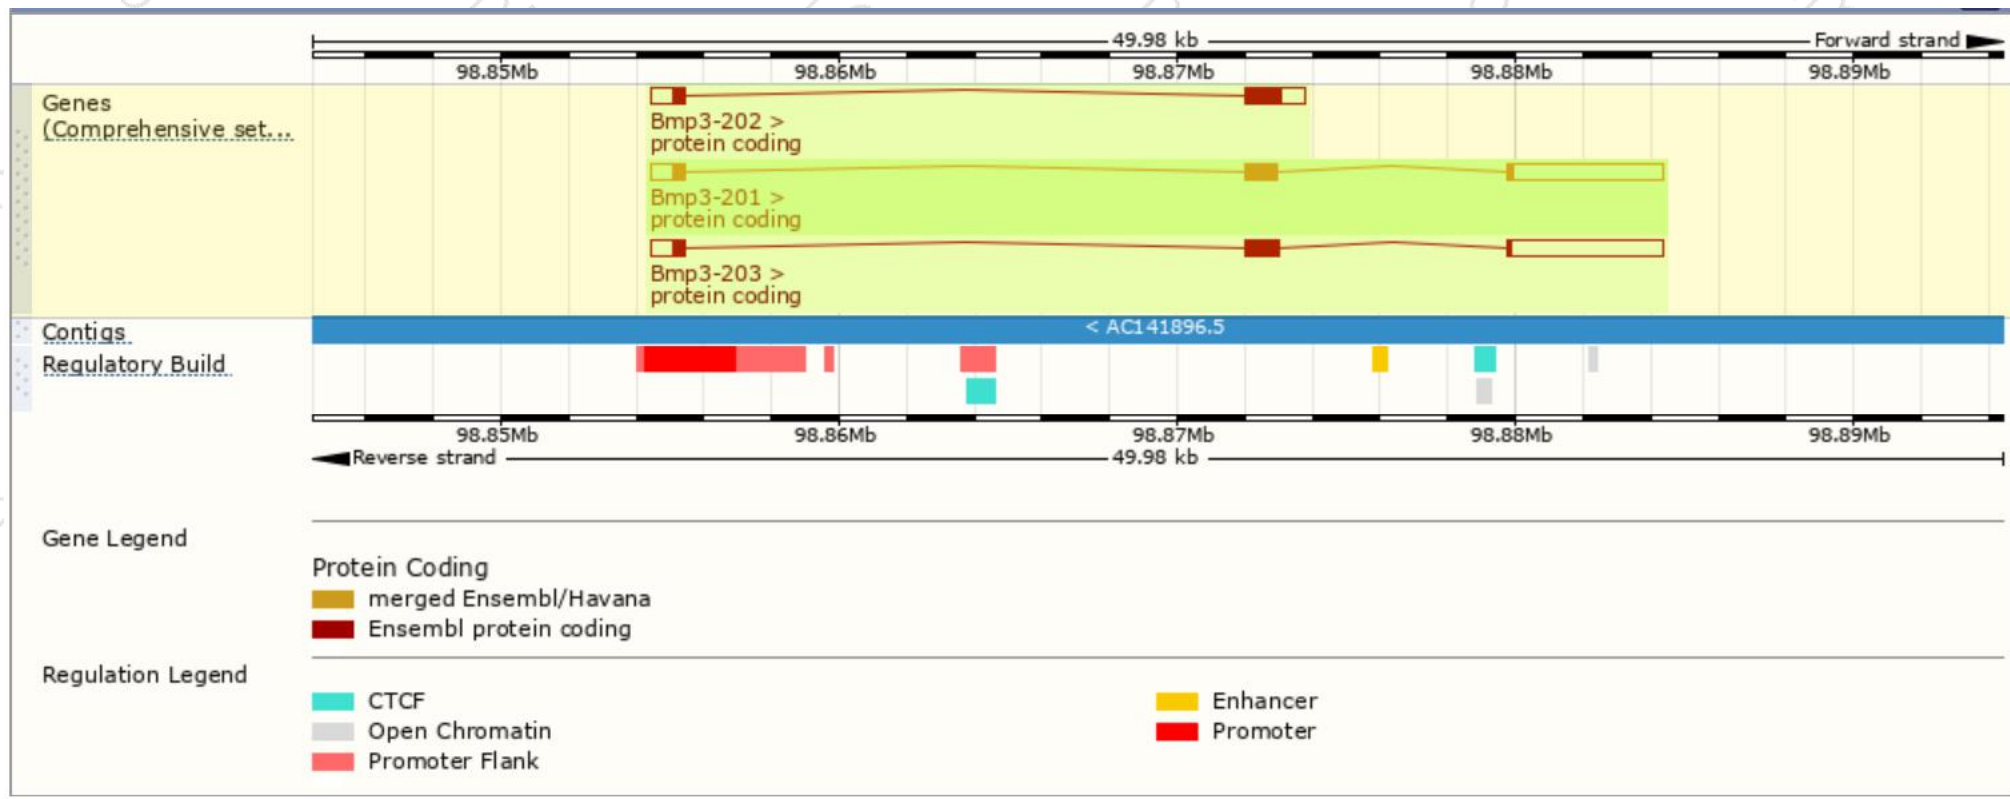 49.98 kb Forward strand
98.85Mb 98.86Mb 98.87Mb 98.88Mb 98.89Mb
Genes
(Comprehensive set...
Bmp3-202 >
protein coding
Bmp3-201 >
protein coding
Bmp3-203 >
protein coding
Contigs
< AC141896.5
Regulatory Build
98.85Mb 98.86Mb 98.87Mb 98.88Mb 98.89Mb
Reverse strand 49.98 kb
Gene Legend
Protein Coding
merged Ensembl/Havana
Ensembl protein coding
Regulation Legend
CTCF Enhancer
Open Chromatin Promoter
Promoter Flank